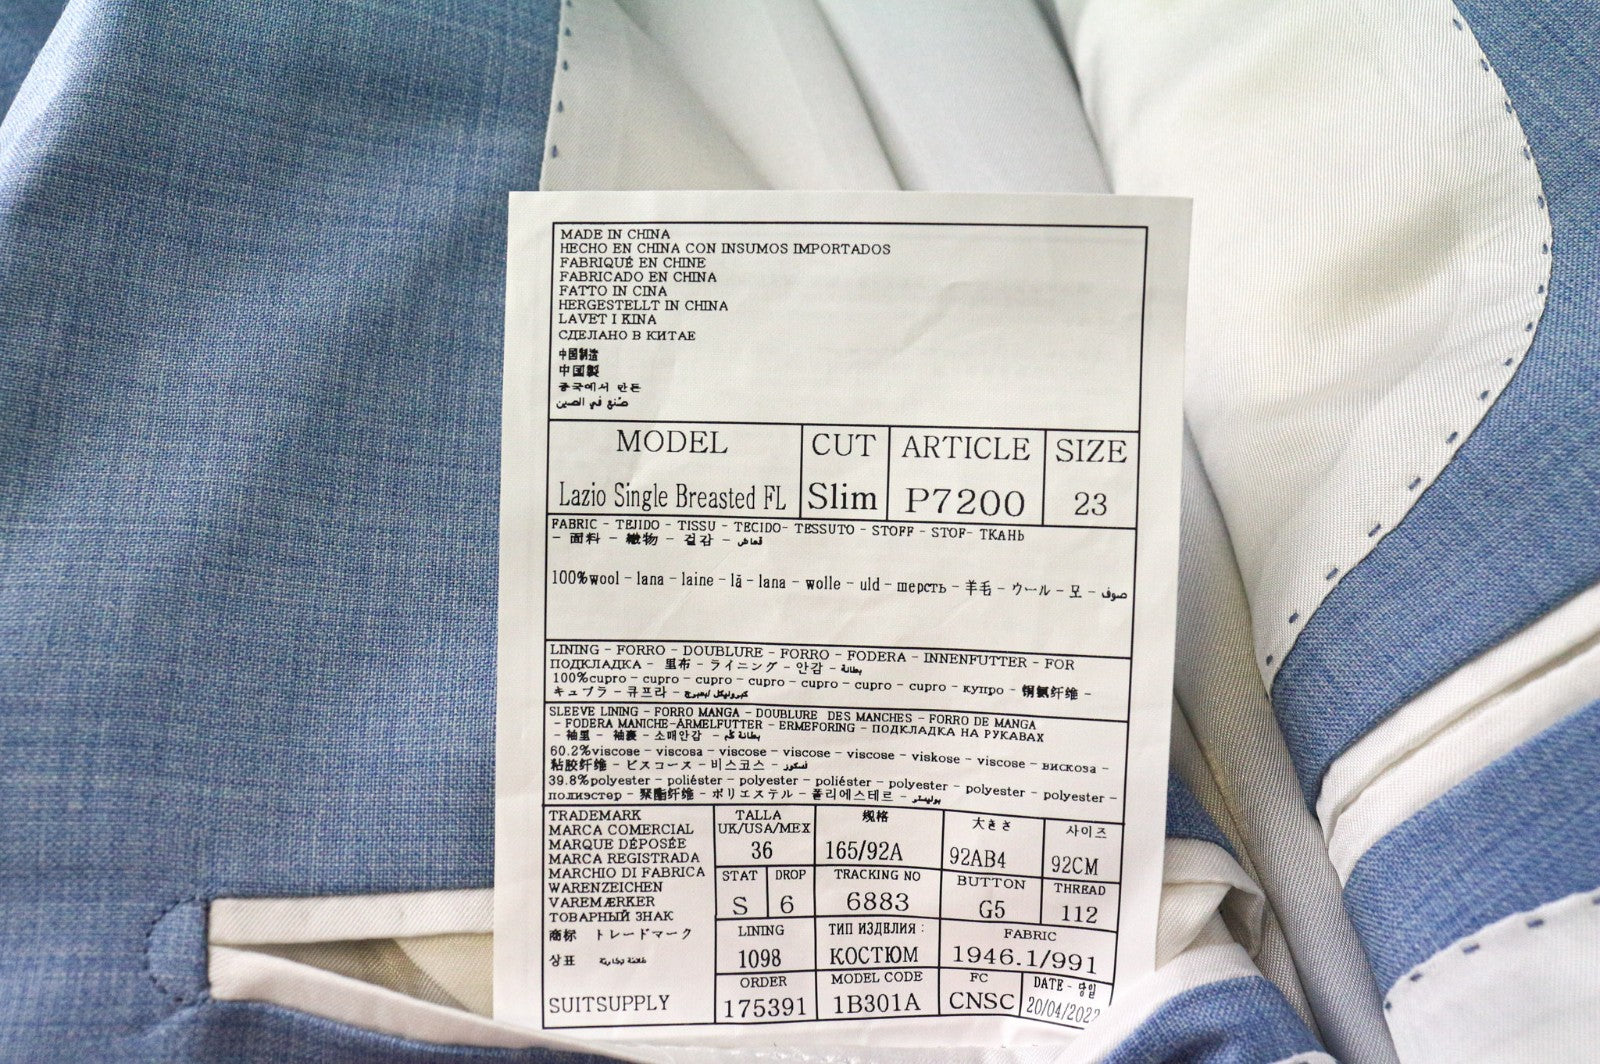 MADE IN CHINA
HECHO EN CHINA CON INSUMOS IMPORTADOS
FABRIQUÉ EN CHINE
FABRICADO EN CHINA
FATTO IN CINA
HERGESTELLT IN CHINA
LAVET I KINA
СДЕЛАНО В КИТАЕ
中国制造
中国製
중국에서 만든
صنع في الصين
MODEL CUT ARTICLE SIZE
Lazio Single Breasted FL Slim P7200 23
FABRIC - TEJIDO - TISSU - TECIDO- TESSUTO - STOFF - STOF- ТКАНЬ
- 面料 - 織物 - 겉감 - قماش
100%wool - lana - laine - lã - lana - wolle - uld - шерсть - 羊毛 - ウール - 모 - صوف
LINING - FORRO - DOUBLURE - FORRO - FODERA - INNENFUTTER - FOR
ПОДКЛАДКА - 里布 - ライニング - 안감 - بطانة
100%cupro - cupro - cupro - cupro - cupro - cupro - cupro - купро - 铜氨纤维 -
キュプラ - 큐프라 -
SLEEVE LINING - FORRO MANGA - DOUBLURE DES MANCHES - FORRO DE MANGA
- FODERA MANICHE-ÄRMELFUTTER - ERMEFORING - ПОДКЛАДКА НА РУКАВАХ
- 袖里 - 袖裏 - 소매안감 - بطانة كم
60.2%viscose - viscosa - viscose - viscose - viscose - viskose - viscose - вискоза -
粘胶纤维 - ビスコース - 비스코스 - فسكوز
39.8%polyester - poliéster - polyester - poliéster - polyester - polyester - polyester -
полиэстер - 聚酯纤维 - ポリエステル - 폴리에스테르 - بوليستر
TRADEMARK
MARCA COMERCIAL
MARQUE DÉPOSÉE
MARCA REGISTRADA
MARCHIO DI FABRICA
WARENZEICHEN
VAREMÆRKER
ТОВАРНЫЙ ЗНАК
商标 トレードマーク
상표 علامة تجارية
SUITSUPPLY
TALLA 规格 大きさ 사이즈
UK/USA/MEX
36 165/92A 92AB4 92CM
STAT DROP TRACKING NO BUTTON THREAD
S 6 6883 G5 112
LINING ТИП ИЗДЕЛИЯ : FABRIC
1098 КОСТЮМ 1946.1/991
ORDER MODEL CODE FC DATE -
175391 1B301A CNSC 20/04/2022